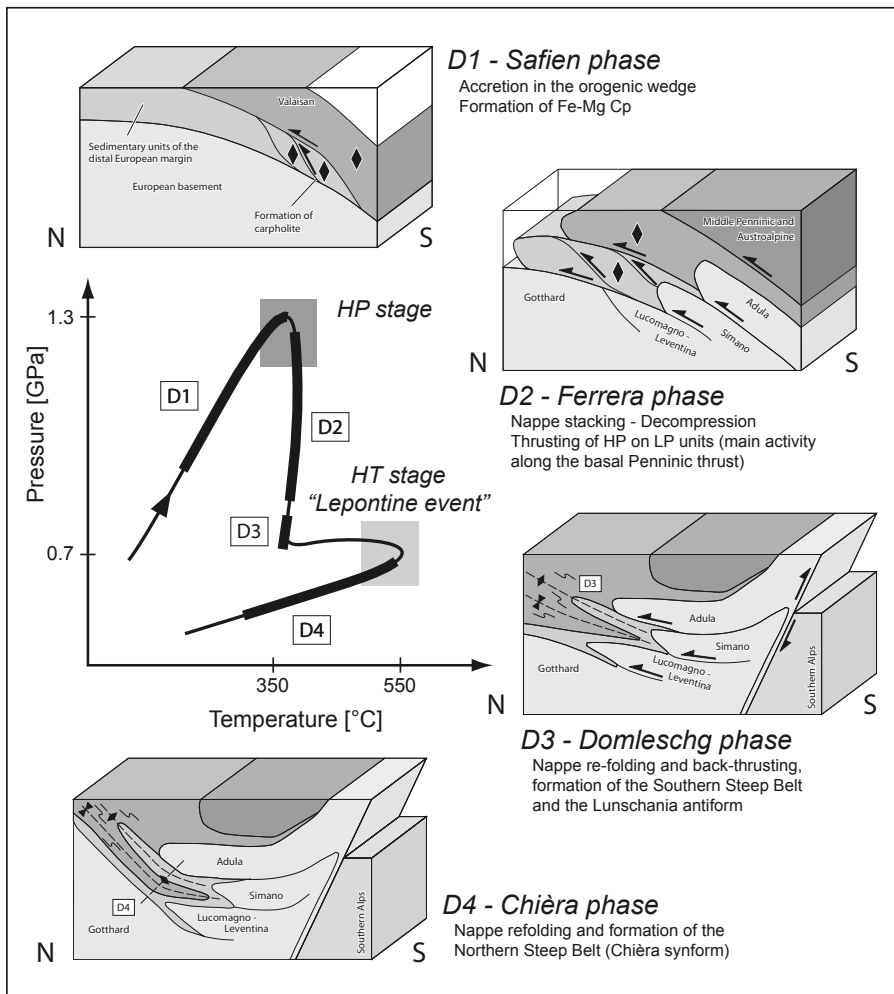 D1 - Safien phase
Accretion in the orogenic wedge
Formation of Fe-Mg Cp
Valaisan
Sedimentary units of the
distal European margin
European basement
Formation of
carpholite
N
S
Middle Penninic and
Austroalpine
Gotthard
Lucomagno -
Leventina
Simano
Adula
N
S
D2 - Ferrera phase
Nappe stacking - Decompression
Thrusting of HP on LP units (main activity
along the basal Penninic thrust)
Pressure [GPa]
1.3
0.7
HP stage
D1
D2
HT stage
“Lepontine event”
D3
D4
350
550
Temperature [°C]
D3
Adula
Simano
Lucomagno -
Leventina
Gotthard
Southern Alps
N
S
D3 - Domleschg phase
Nappe re-folding and back-thrusting,
formation of the Southern Steep Belt
and the Lunschania antiform
Adula
Simano
D4
Lucomagno -
Leventina
Gotthard
Southern Alps
N
S
D4 - Chièra phase
Nappe refolding and formation of the
Northern Steep Belt (Chièra synform)